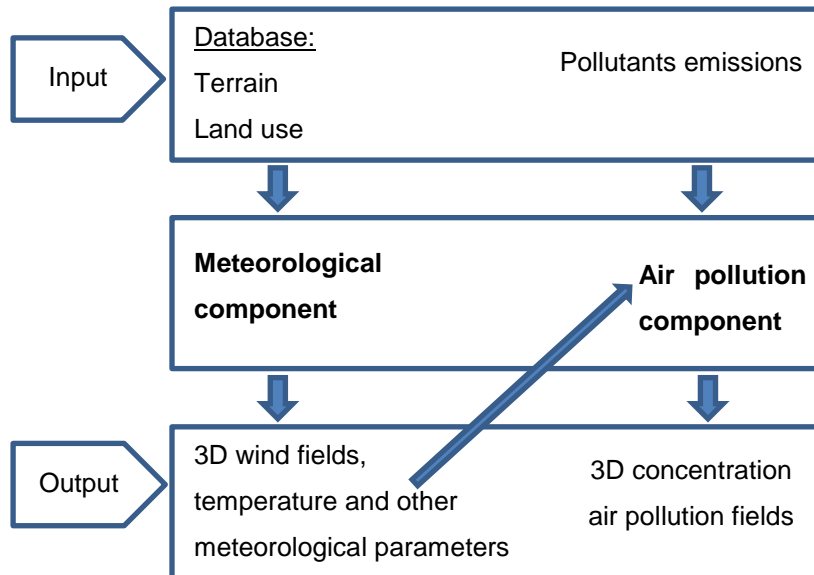 Input
Database:
Terrain
Land use
Pollutants emissions
Meteorological
component
Air pollution
component
Output
3D wind fields,
temperature and other
meteorological parameters
3D concentration
air pollution fields